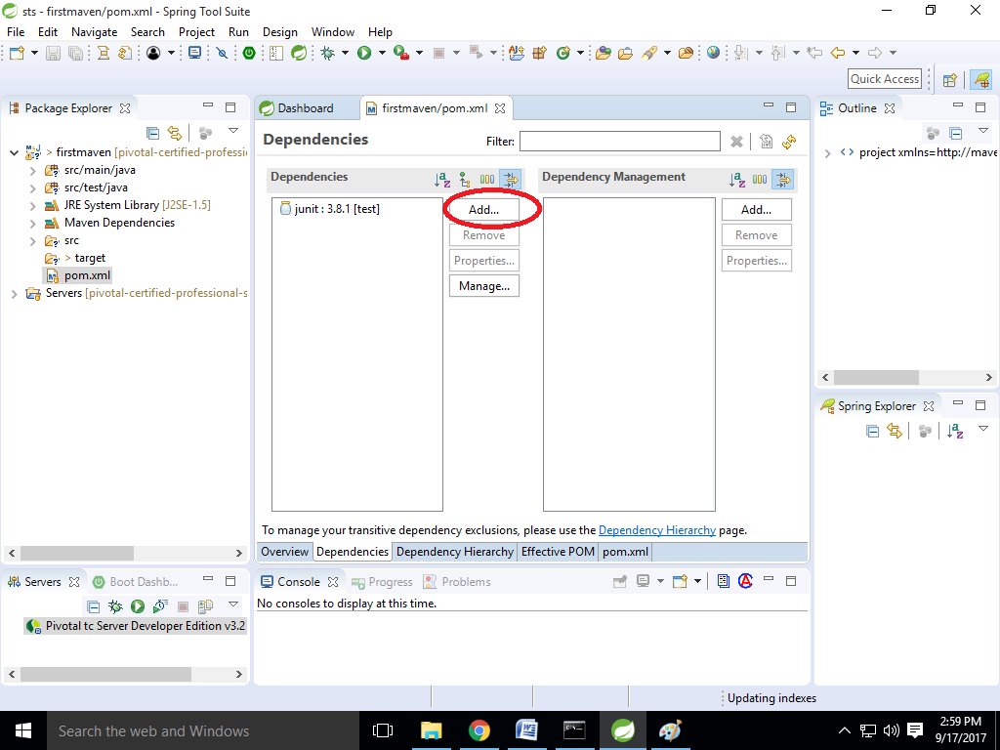 sts - firstmaven/pom.xml - Spring Tool Suite
File Edit Navigate Search Project Run Design Window Help
Quick Access
Package Explorer
> firstmaven [pivotal-certified-professi
src/main/java
src/test/java
JRE System Library [J2SE-1.5]
Maven Dependencies
src
> target
pom.xml
Servers [pivotal-certified-professional-s
Dashboard
firstmaven/pom.xml
Dependencies
Filter:
Dependencies
junit : 3.8.1 [test]
Add...
Remove
Properties...
Manage...
Dependency Management
Add...
Remove
Properties...
To manage your transitive dependency exclusions, please use the Dependency Hierarchy page.
Overview Dependencies Dependency Hierarchy Effective POM pom.xml
Outline
project xmlns=http://mave
Spring Explorer
Servers
Boot Dashb...
Pivotal tc Server Developer Edition v3.2
Console
Progress
Problems
No consoles to display at this time.
Updating indexes
Search the web and Windows
2:59 PM
9/17/2017